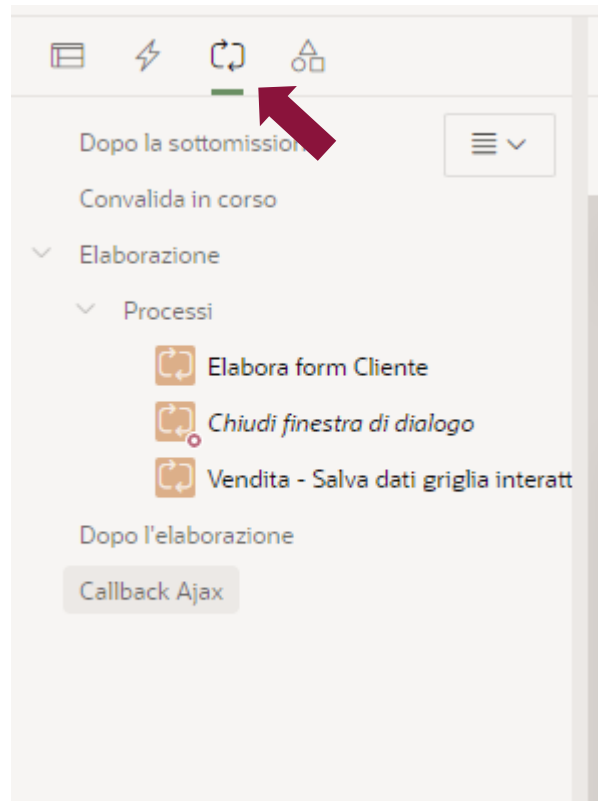 Dopo la sottomission
Convalida in corso
Elaborazione
Processi
Elabora form Cliente
Chiudi finestra di dialogo
Vendita - Salva dati griglia interatt
Dopo l'elaborazione
Callback Ajax